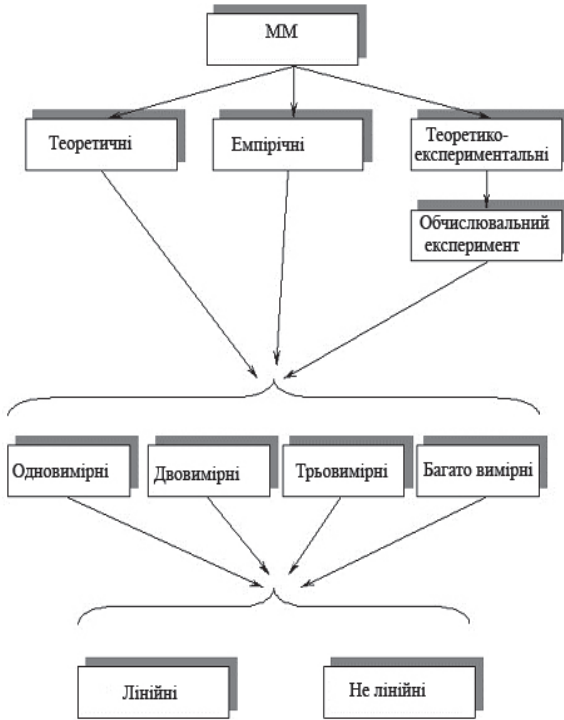 ММ
Теоретичні
Емпірічні
Теоретико-
експериментальні
Обчислювальний
експеримент
Одновимірні
Двовимірні
Трьовимірні
Багато вимірні
Лінійні
Не лінійні